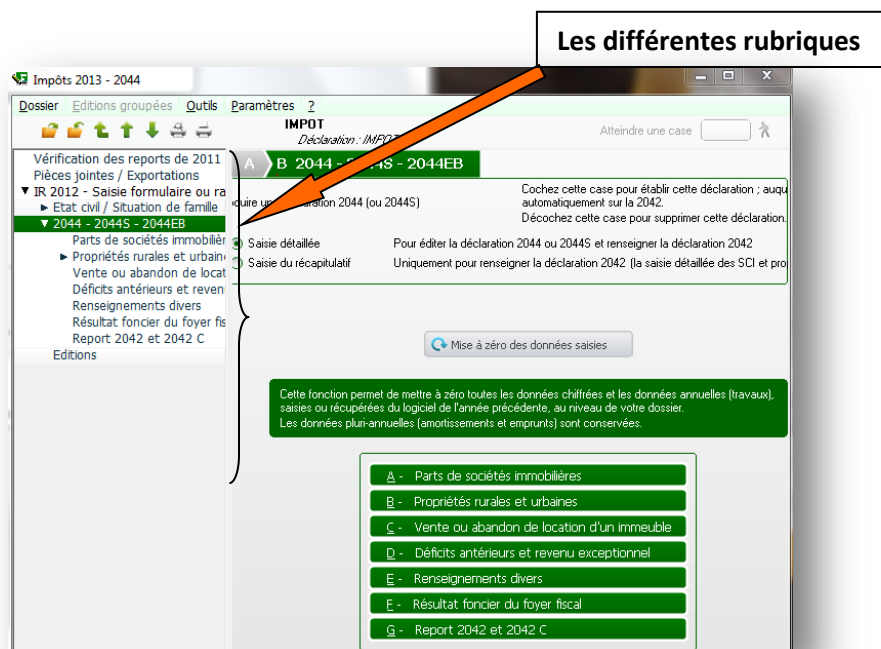 Les différentes rubriques
Impôts 2013 - 2044
Dossier Editions groupées Outils Paramètres ?
IMPOT
Déclaration : IMPOT
Atteindre une case
Vérification des reports de 2011
Pièces jointes / Exportations
IR 2012 - Saisie formulaire ou ra
Etat civil / Situation de famille
2044 - 2044S - 2044EB
Parts de sociétés immobilièr
Propriétés rurales et urbain
Vente ou abandon de locat
Déficits antérieurs et reven
Renseignements divers
Résultat foncier du foyer fis
Report 2042 et 2042 C
Editions
A B 2044 - 2044S - 2044EB
2044 (ou 2044S)
Cochez cette case pour établir cette déclaration ; auqu
automatiquement sur la 2042.
Décochez cette case pour supprimer cette déclaration.
Saisie détaillée Pour éditer la déclaration 2044 ou 2044S et renseigner la déclaration 2042
Saisie du récapitulatif Uniquement pour renseigner la déclaration 2042 (la saisie détaillée des SCI et pro
Mise à zéro des données saisies
Cette fonction permet de mettre à zéro toutes les données chiffrées et les données annuelles (travaux),
saisies ou récupérées du logiciel de l'année précédente, au niveau de votre dossier.
Les données pluri-annuelles (amortissements et emprunts) sont conservées.
A - Parts de sociétés immobilières
B - Propriétés rurales et urbaines
C - Vente ou abandon de location d'un immeuble
D - Déficits antérieurs et revenu exceptionnel
E - Renseignements divers
F - Résultat foncier du foyer fiscal
G - Report 2042 et 2042 C